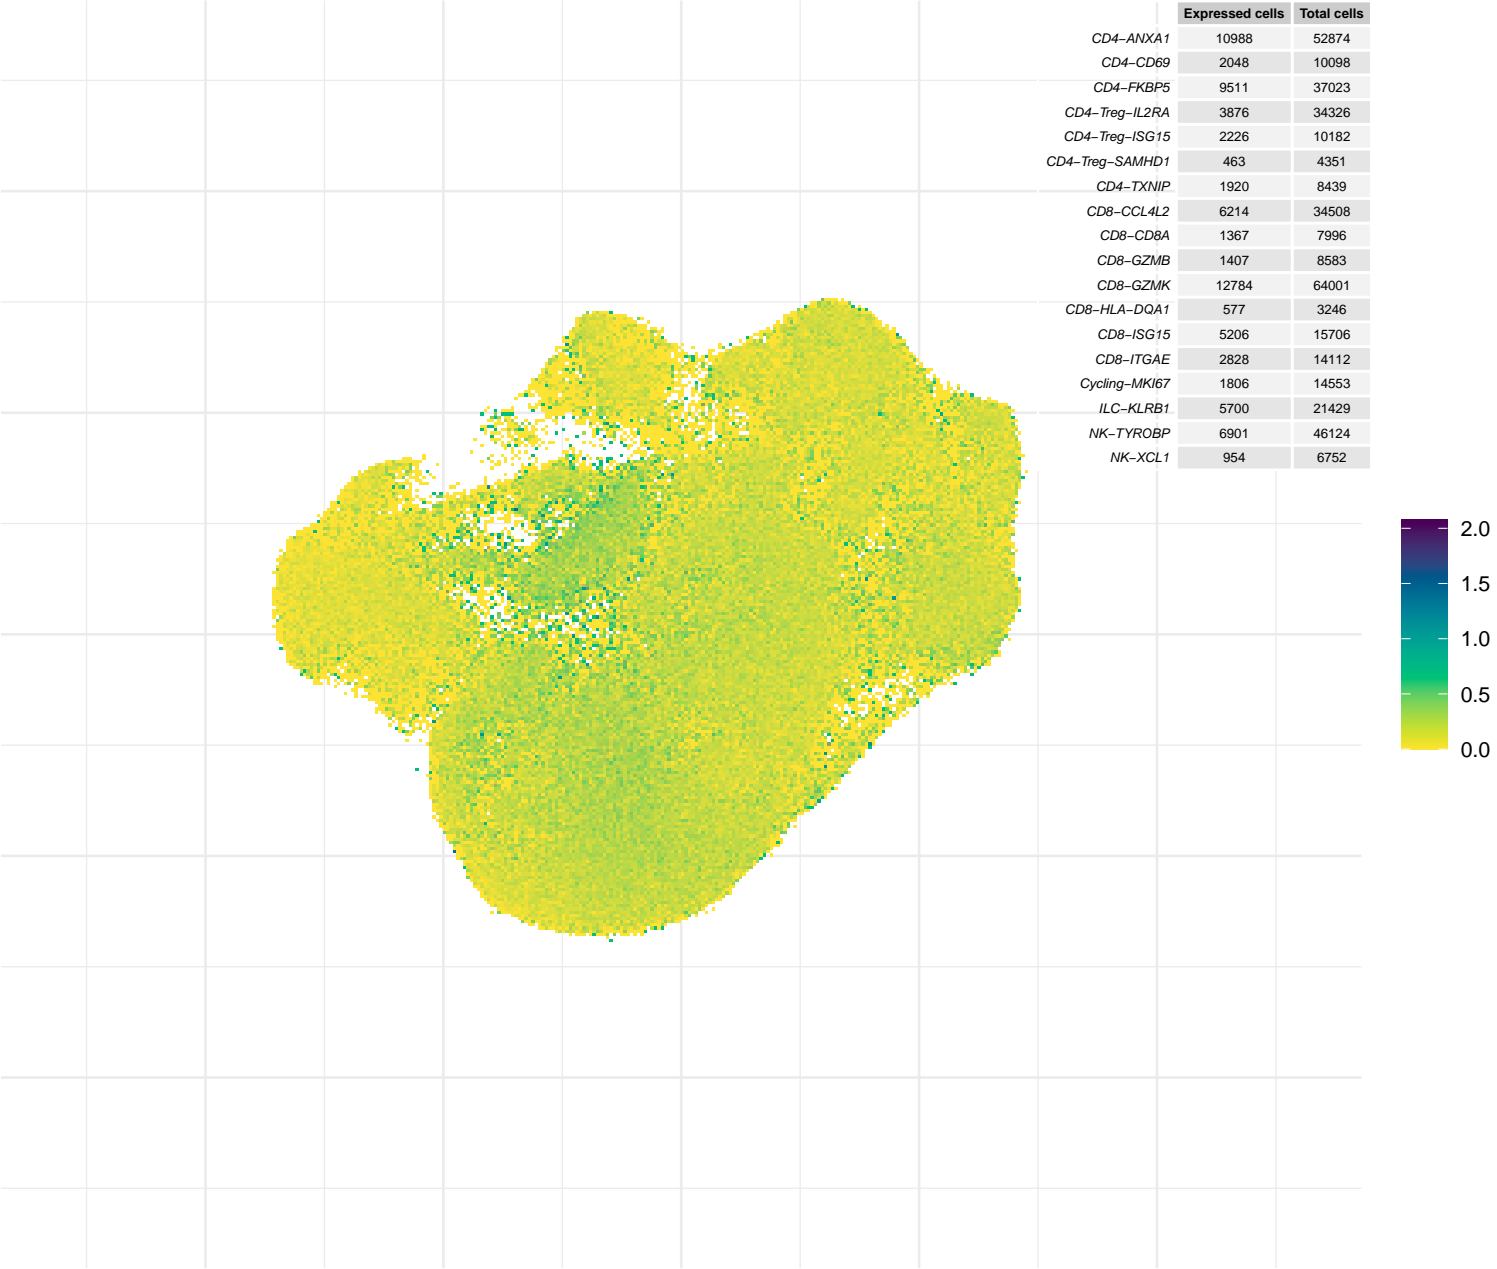 Expressed cells Total cells
CD4−ANXA1 10988 52874
CD4−CD69 2048 10098
CD4−FKBP5 9511 37023
CD4−Treg−IL2RA 3876 34326
CD4−Treg−ISG15 2226 10182
CD4−Treg−SAMHD1 463 4351
CD4−TXNIP 1920 8439
CD8−CCL4L2 6214 34508
CD8−CD8A 1367 7996
CD8−GZMB 1407 8583
CD8−GZMK 12784 64001
CD8−HLA−DQA1 577 3246
CD8−ISG15 5206 15706
CD8−ITGAE 2828 14112
Cycling−MKI67 1806 14553
ILC−KLRB1 5700 21429
NK−TYROBP 6901 46124
NK−XCL1 954 6752
2.0
1.5
1.0
0.5
0.0